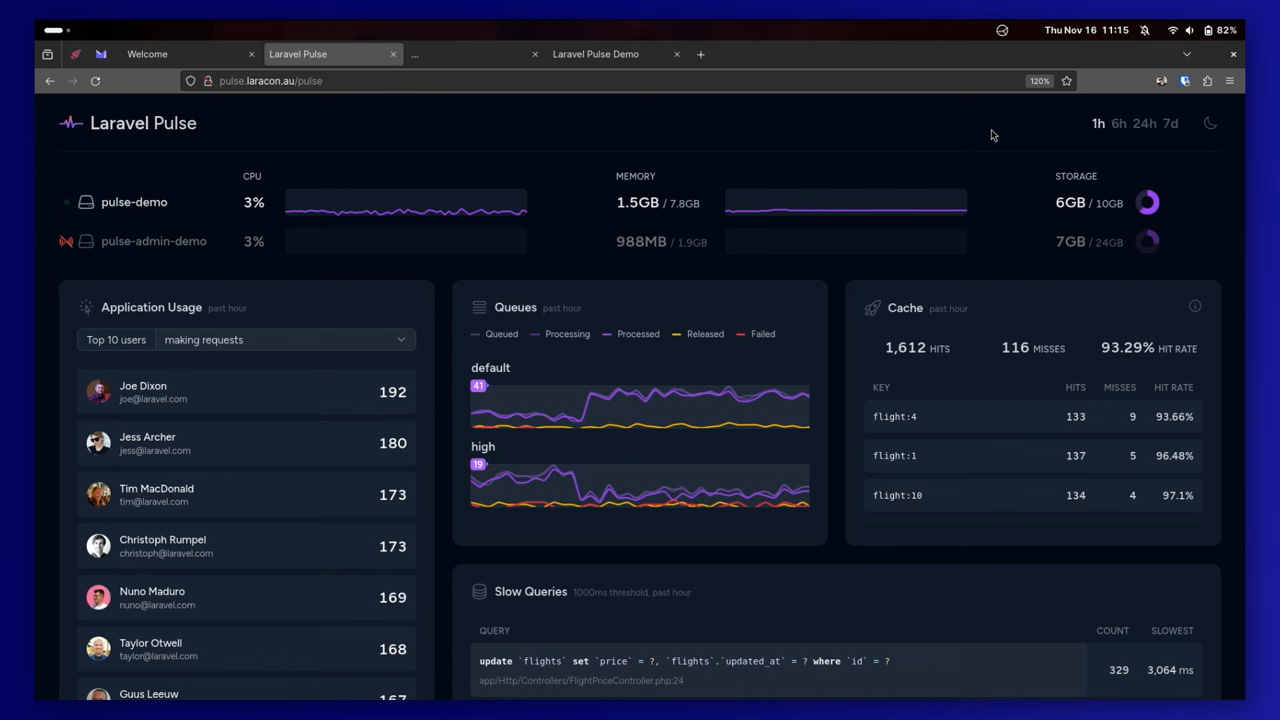 Thu Nov 16 11:15
82%
Welcome
Laravel Pulse
...
Laravel Pulse Demo
pulse.laracon.au/pulse
120%
Laravel Pulse
1h 6h 24h 7d
CPU
MEMORY
STORAGE
pulse-demo
3%
1.5GB / 7.8GB
6GB / 10GB
pulse-admin-demo
3%
988MB / 1.9GB
7GB / 24GB
Application Usage past hour
Top 10 users making requests
Joe Dixon
joe@laravel.com
192
Jess Archer
jess@laravel.com
180
Tim MacDonald
tim@laravel.com
173
Christoph Rumpel
christoph@laravel.com
173
Nuno Maduro
nuno@laravel.com
169
Taylor Otwell
taylor@laravel.com
168
Guus Leeuw
167
Queues past hour
Queued Processing Processed Released Failed
default
41
high
19
Cache past hour
1,612 HITS 116 MISSES 93.29% HIT RATE
KEY HITS MISSES HIT RATE
flight:4 133 9 93.66%
flight:1 137 5 96.48%
flight:10 134 4 97.1%
Slow Queries 1000ms threshold, past hour
QUERY COUNT SLOWEST
update `flights` set `price` = ?, `flights`.`updated_at` = ? where `id` = ?
app/Http/Controllers/FlightPriceController.php:24
329 3,064 ms